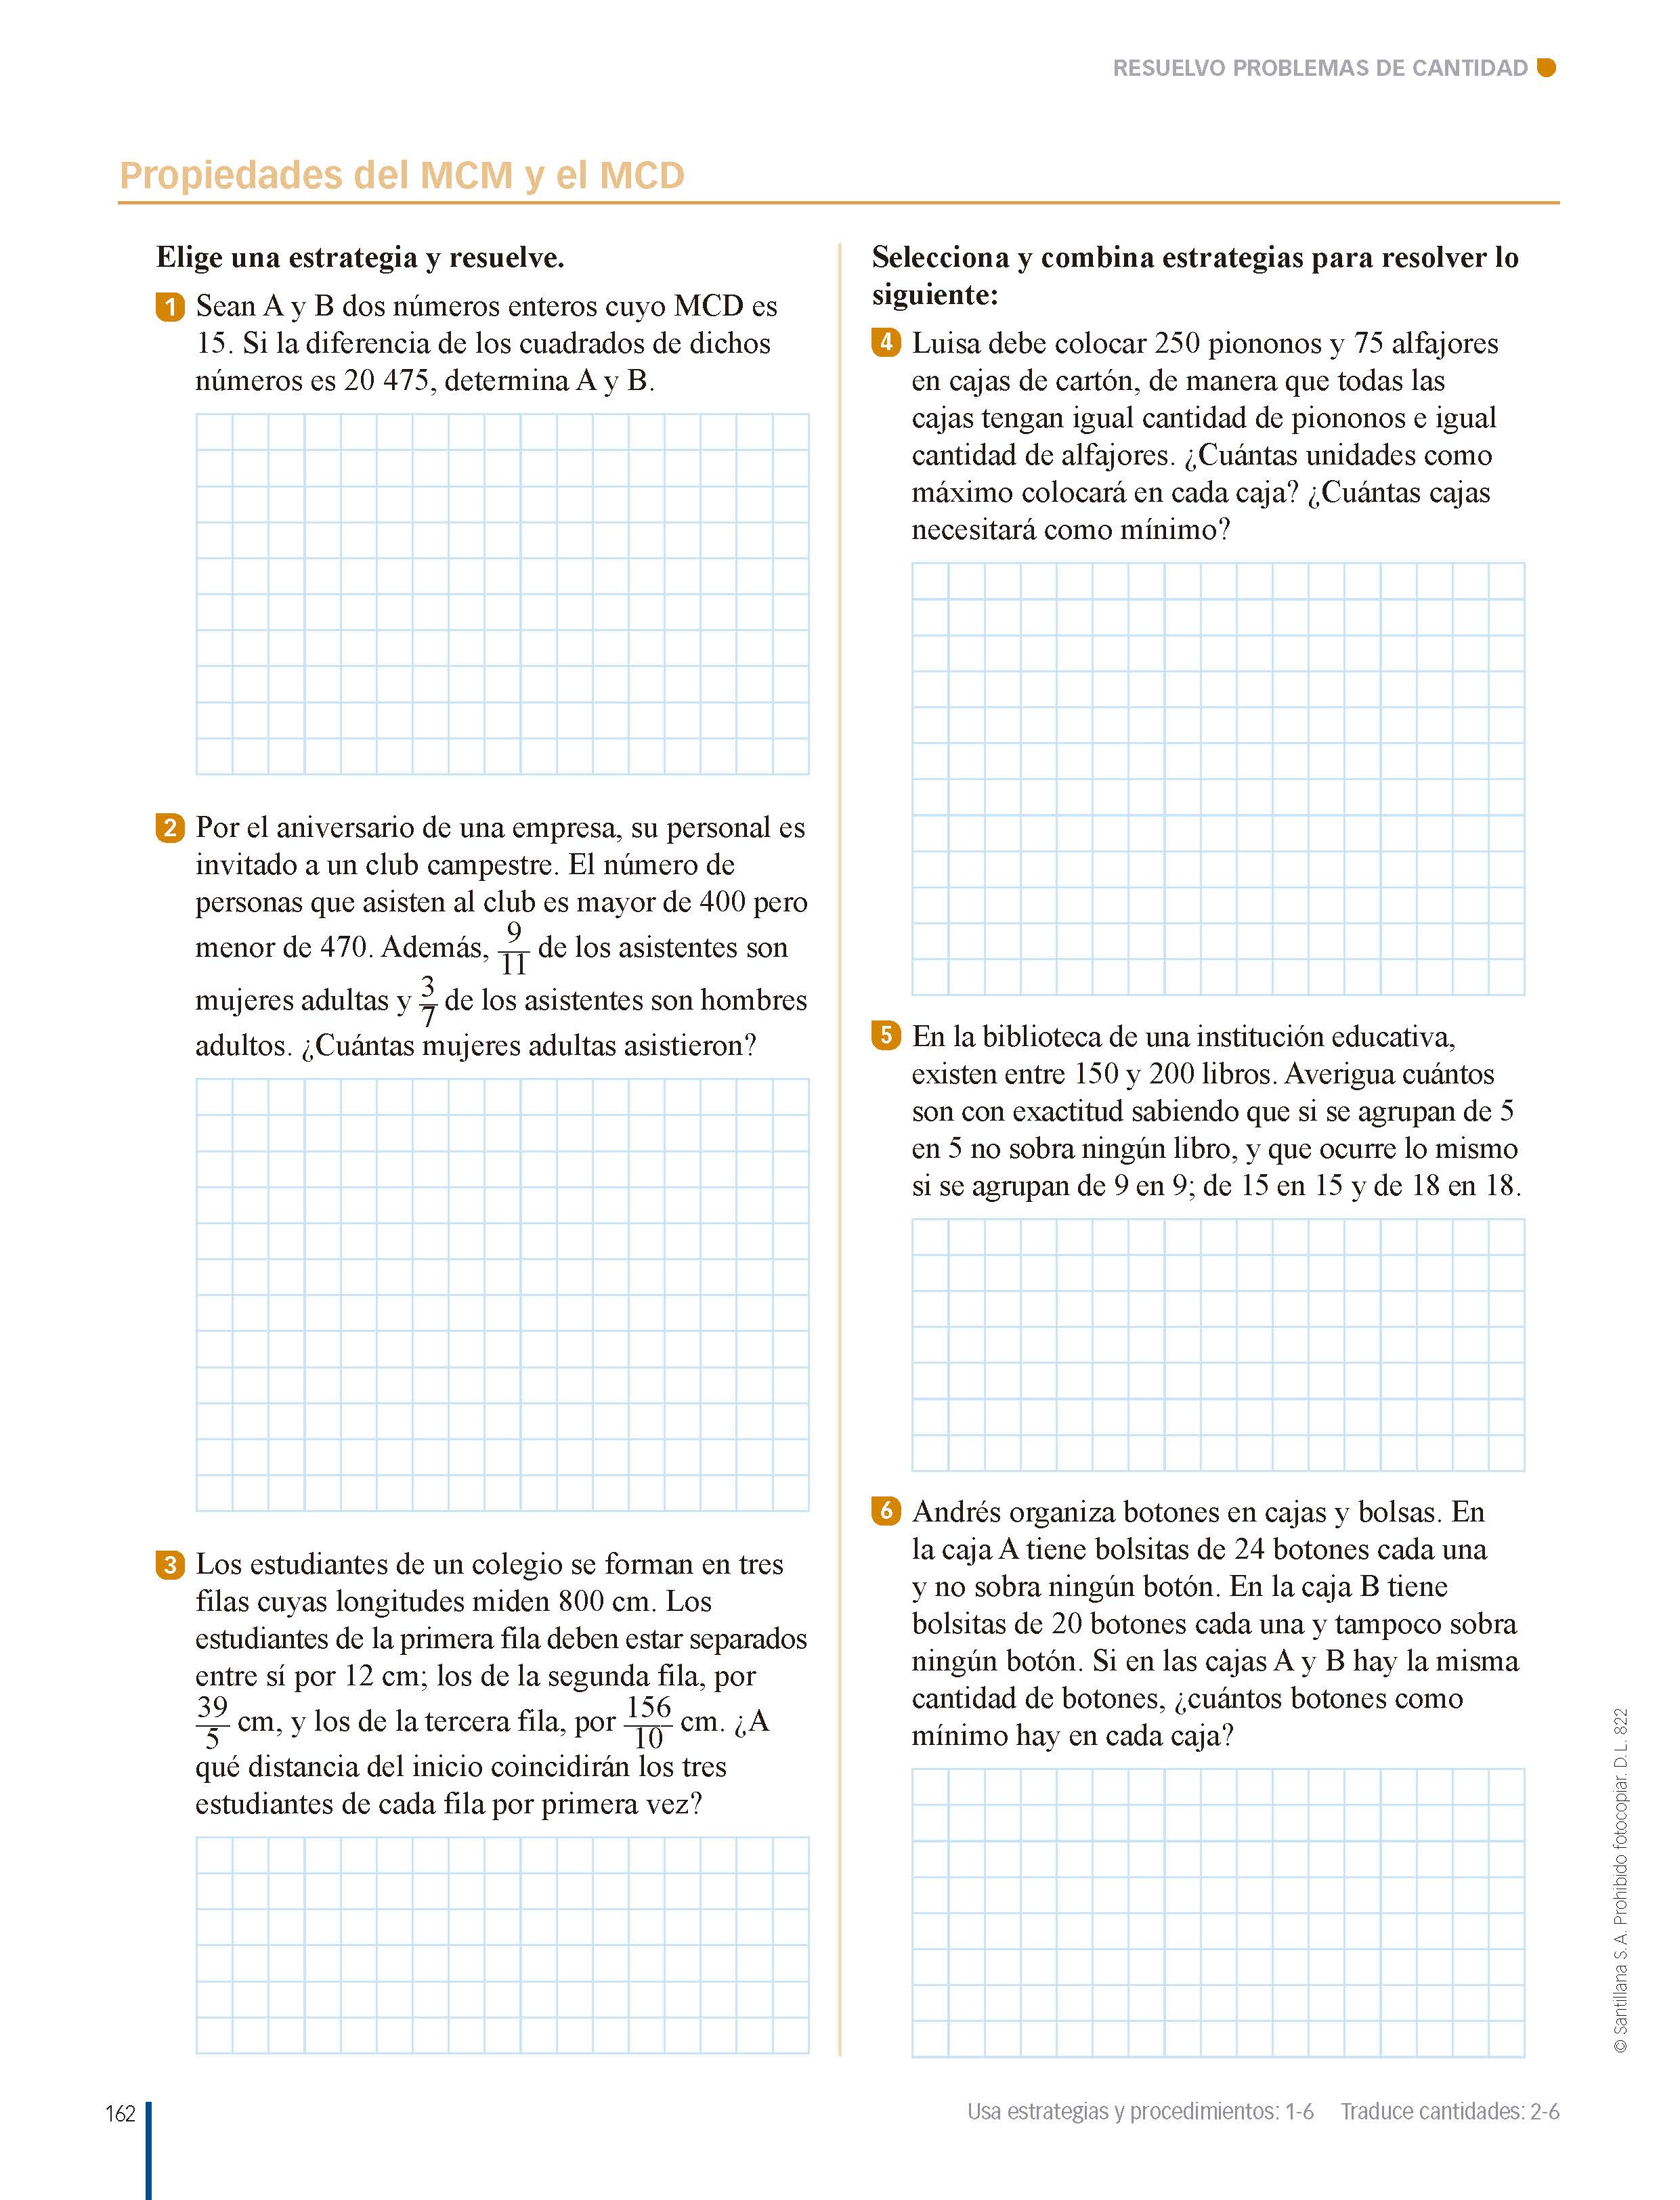 RESUELVO PROBLEMAS DE CANTIDAD
Propiedades del MCM y el MCD
Elige una estrategia y resuelve.
1 Sean A y B dos números enteros cuyo MCD es
15. Si la diferencia de los cuadrados de dichos
números es 20 475, determina A y B.
2 Por el aniversario de una empresa, su personal es
invitado a un club campestre. El número de
personas que asisten al club es mayor de 400 pero
menor de 470. Además, 9/11 de los asistentes son
mujeres adultas y 3/7 de los asistentes son hombres
adultos. ¿Cuántas mujeres adultas asistieron?
3 Los estudiantes de un colegio se forman en tres
filas cuyas longitudes miden 800 cm. Los
estudiantes de la primera fila deben estar separados
entre sí por 12 cm; los de la segunda fila, por
39/5 cm, y los de la tercera fila, por 156/10 cm. ¿A
qué distancia del inicio coincidirán los tres
estudiantes de cada fila por primera vez?
Selecciona y combina estrategias para resolver lo
siguiente:
4 Luisa debe colocar 250 piononos y 75 alfajores
en cajas de cartón, de manera que todas las
cajas tengan igual cantidad de piononos e igual
cantidad de alfajores. ¿Cuántas unidades como
máximo colocará en cada caja? ¿Cuántas cajas
necesitará como mínimo?
5 En la biblioteca de una institución educativa,
existen entre 150 y 200 libros. Averigua cuántos
son con exactitud sabiendo que si se agrupan de 5
en 5 no sobra ningún libro, y que ocurre lo mismo
si se agrupan de 9 en 9; de 15 en 15 y de 18 en 18.
6 Andrés organiza botones en cajas y bolsas. En
la caja A tiene bolsitas de 24 botones cada una
y no sobra ningún botón. En la caja B tiene
bolsitas de 20 botones cada una y tampoco sobra
ningún botón. Si en las cajas A y B hay la misma
cantidad de botones, ¿cuántos botones como
mínimo hay en cada caja?
© Santillana S. A. Prohibido fotocopiar. D. L. 822
162
Usa estrategias y procedimientos: 1-6 Traduce cantidades: 2-6